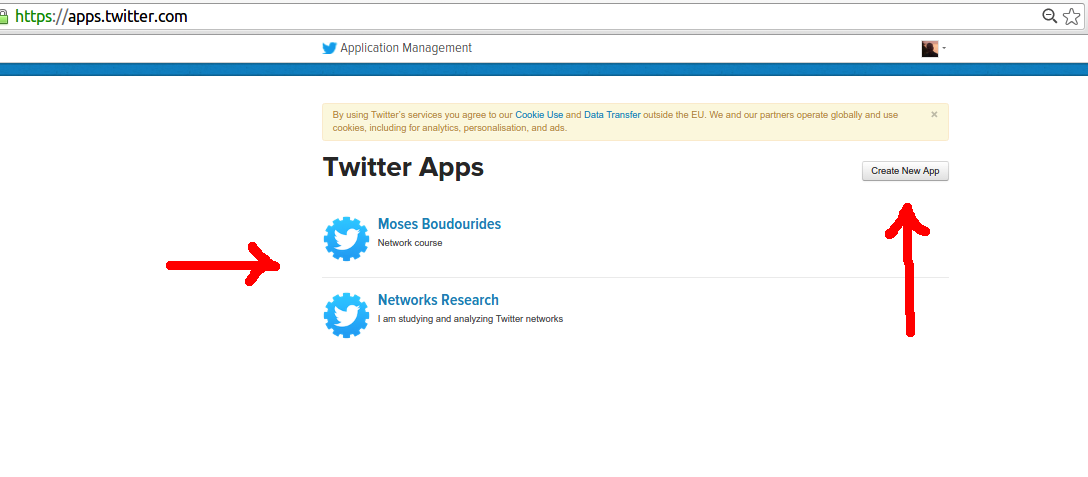 https://apps.twitter.com
Application Management
By using Twitter's services you agree to our Cookie Use and Data Transfer outside the EU. We and our partners operate globally and use
cookies, including for analytics, personalisation, and ads.
×
Twitter Apps
Create New App
Moses Boudourides
Network course
Networks Research
I am studying and analyzing Twitter networks